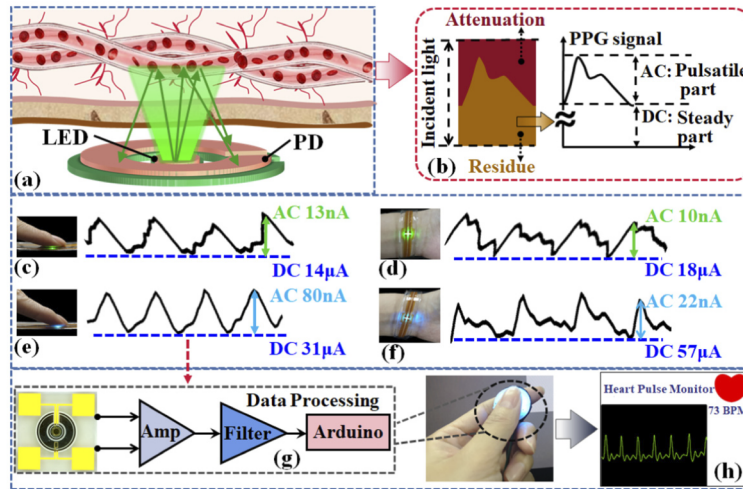 LED
PD
(a)
Incident light
Attenuation
Residue
(b)
PPG signal
AC: Pulsatile
part
DC: Steady
part
AC 13nA
DC 14μA
(c)
AC 10nA
DC 18μA
(d)
AC 80nA
DC 31μA
(e)
AC 22nA
DC 57μA
(f)
Data Processing
Amp
Filter
Arduino
(g)
Heart Pulse Monitor
73 BPM
(h)